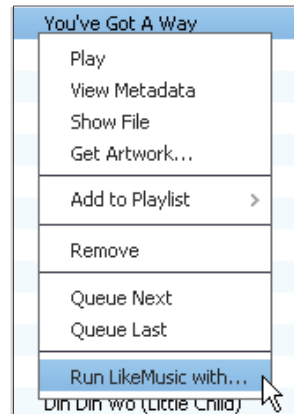 You've Got A Way
Play
View Metadata
Show File
Get Artwork...
Add to Playlist >
Remove
Queue Next
Queue Last
Run LikeMusic with...
Din Din Wo (Little Child)